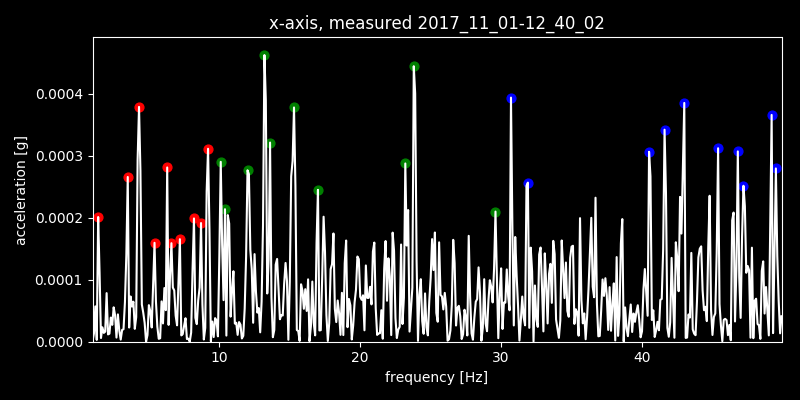 x-axis, measured 2017_11_01-12_40_02
acceleration [g]
0.0004
0.0003
0.0002
0.0001
0.0000
10 20 30 40
frequency [Hz]